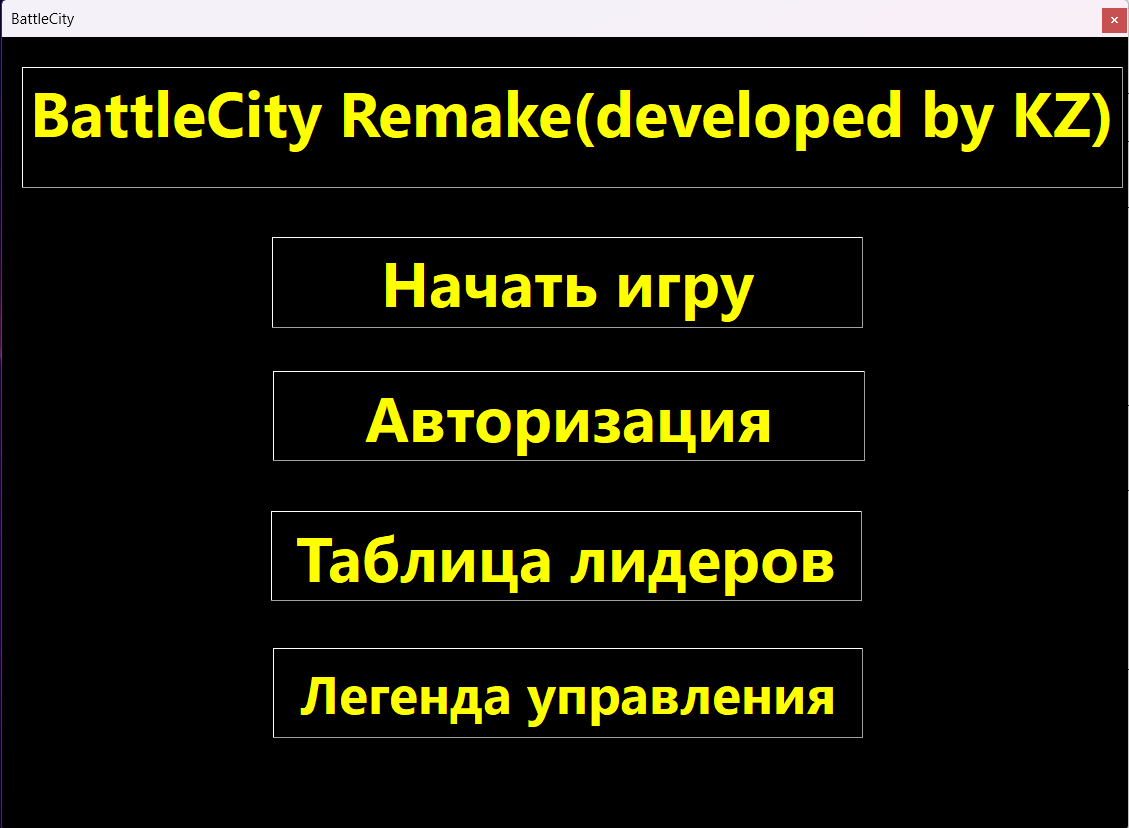 BattleCity
BattleCity Remake(developed by KZ)
Начать игру
Авторизация
Таблица лидеров
Легенда управления